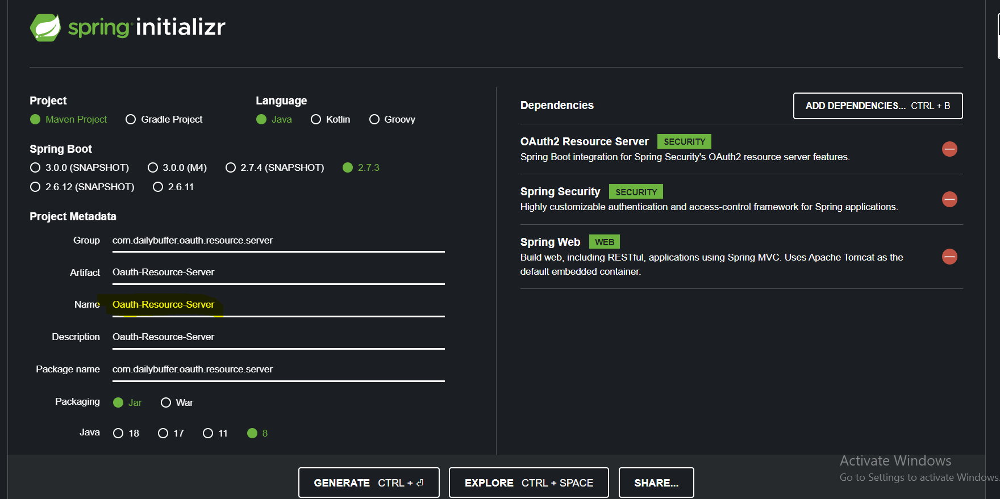 spring initializr
Project
Maven Project Gradle Project
Language
Java Kotlin Groovy
Spring Boot
3.0.0 (SNAPSHOT) 3.0.0 (M4) 2.7.4 (SNAPSHOT) 2.7.3
2.6.12 (SNAPSHOT) 2.6.11
Project Metadata
Group com.dailybuffer.oauth.resource.server
Artifact Oauth-Resource-Server
Name Oauth-Resource-Server
Description Oauth-Resource-Server
Package name com.dailybuffer.oauth.resource.server
Packaging Jar War
Java 18 17 11 8
Dependencies
ADD DEPENDENCIES... CTRL + B
OAuth2 Resource Server SECURITY
Spring Boot integration for Spring Security's OAuth2 resource server features.
Spring Security SECURITY
Highly customizable authentication and access-control framework for Spring applications.
Spring Web WEB
Build web, including RESTful, applications using Spring MVC. Uses Apache Tomcat as the
default embedded container.
GENERATE CTRL + ⏎
EXPLORE CTRL + SPACE
SHARE...
Activate Windows
Go to Settings to activate Windows.